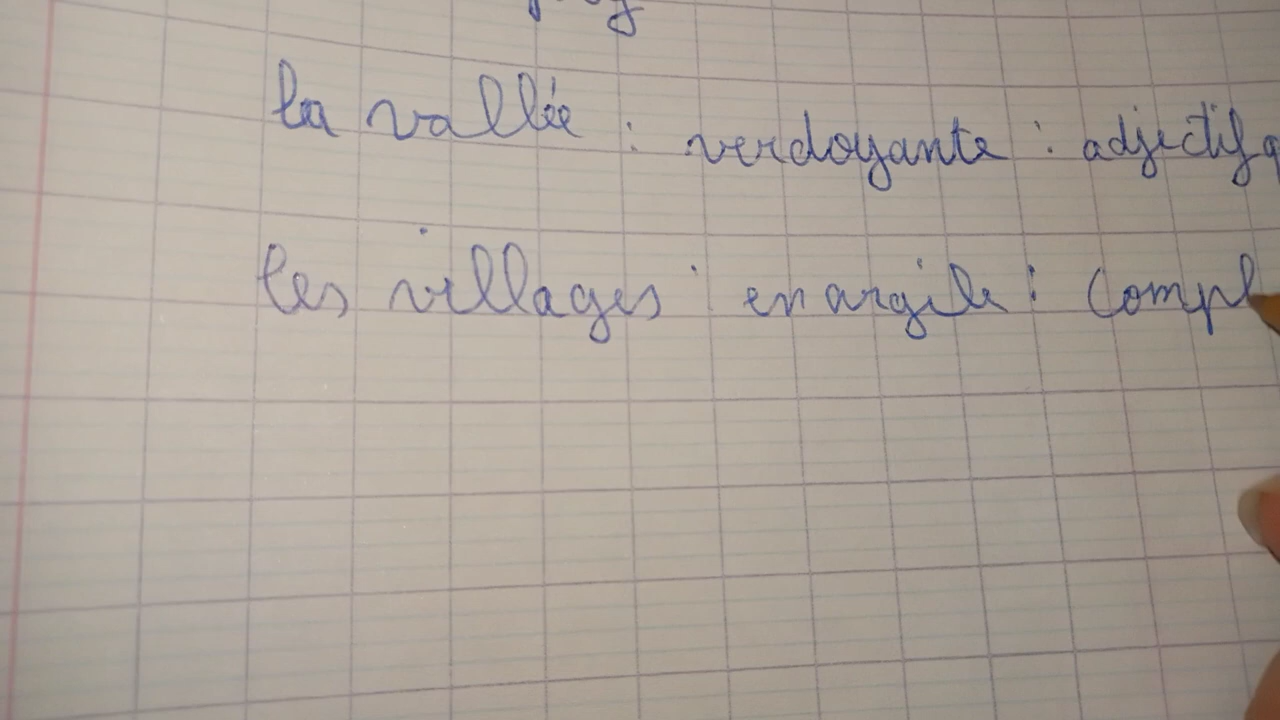 la vallée : verdoyante : adjectif q
les villages : en argile : Compl